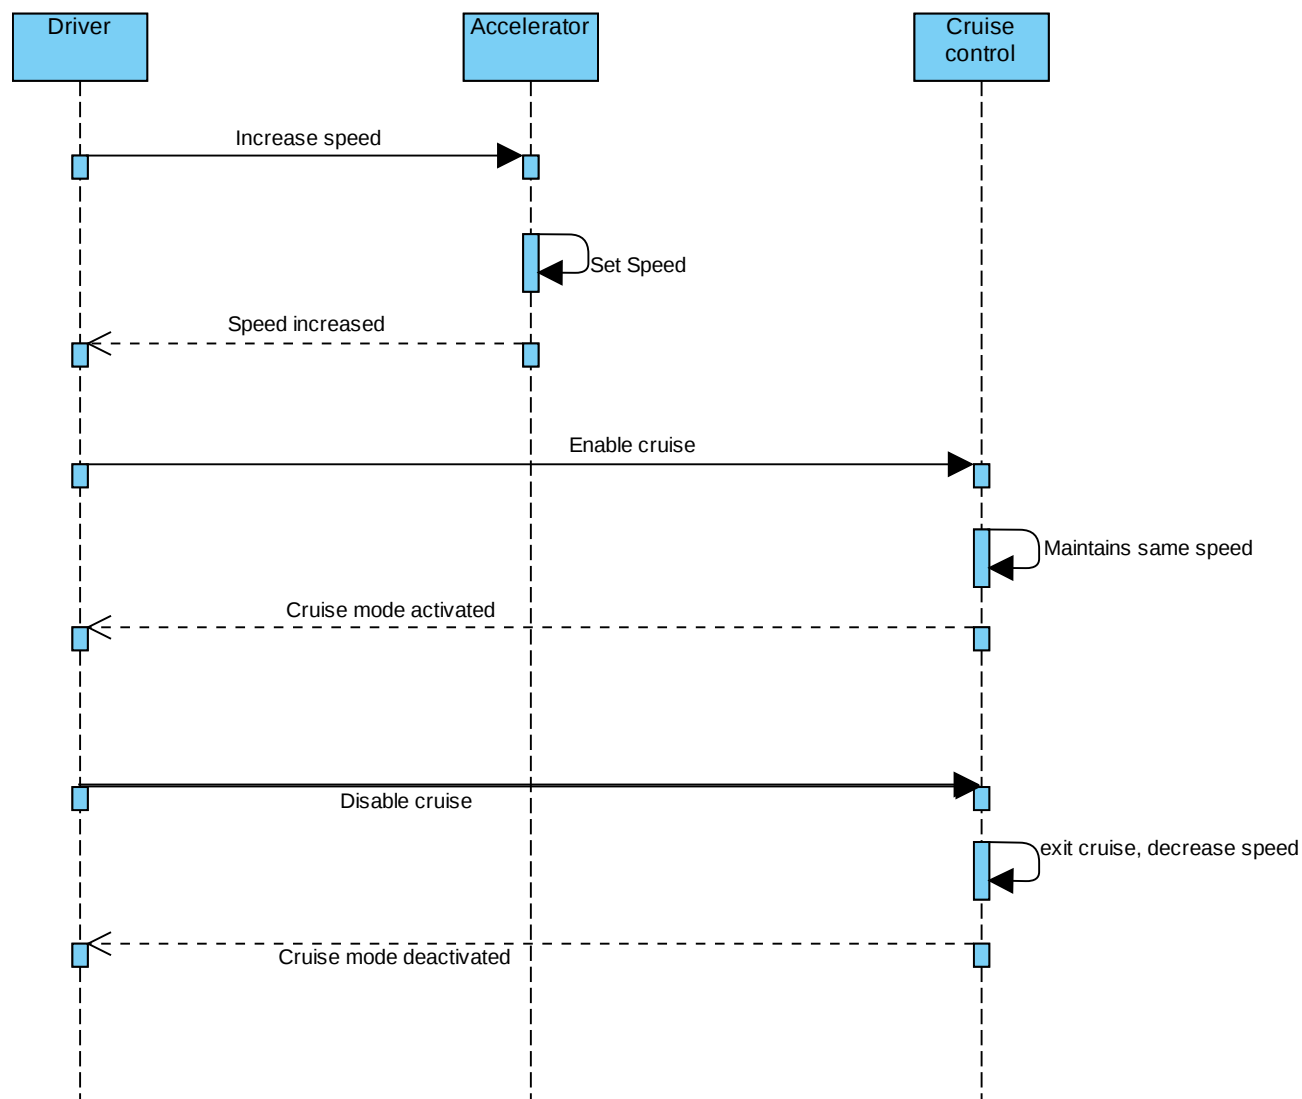 Driver
Accelerator
Cruise
control
Increase speed
Set Speed
Speed increased
Enable cruise
Maintains same speed
Cruise mode activated
Disable cruise
exit cruise, decrease speed
Cruise mode deactivated